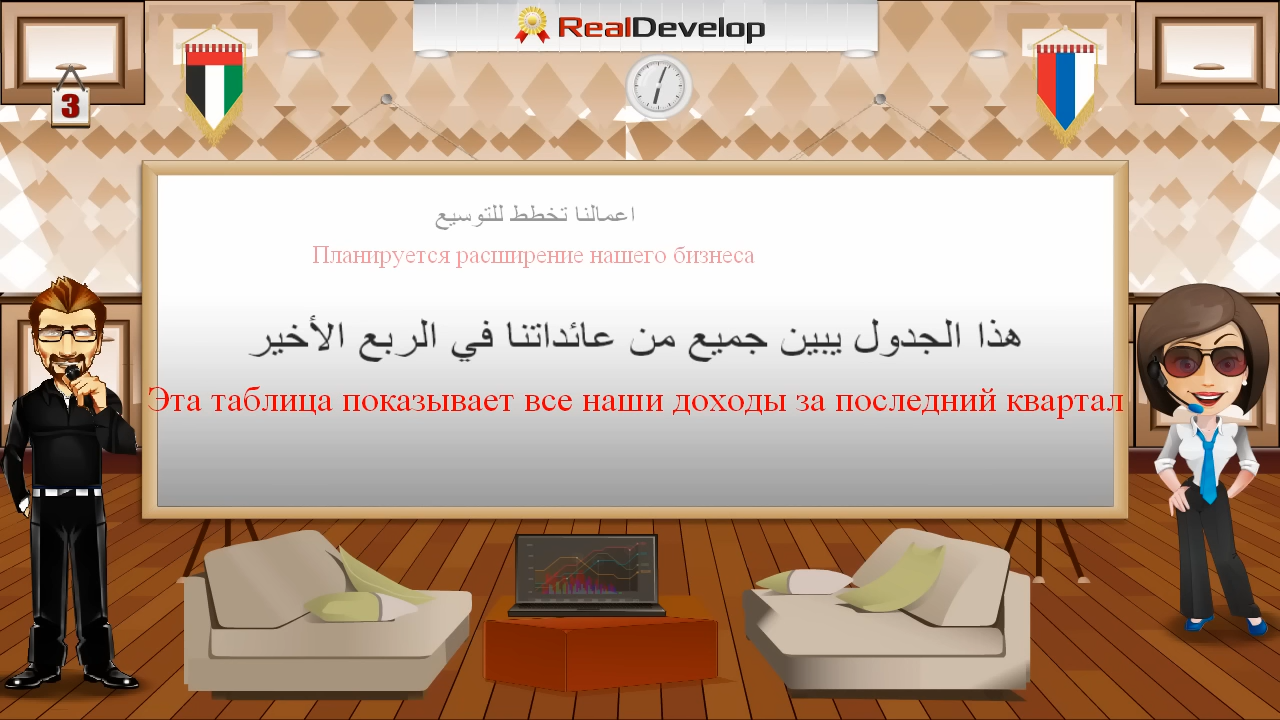 RealDevelop
3
اعمالنا تخطط للتوسيع
Планируется расширение нашего бизнеса
هذا الجدول يبين جميع من عائداتنا في الربع الأخير
Эта таблица показывает все наши доходы за последний квартал